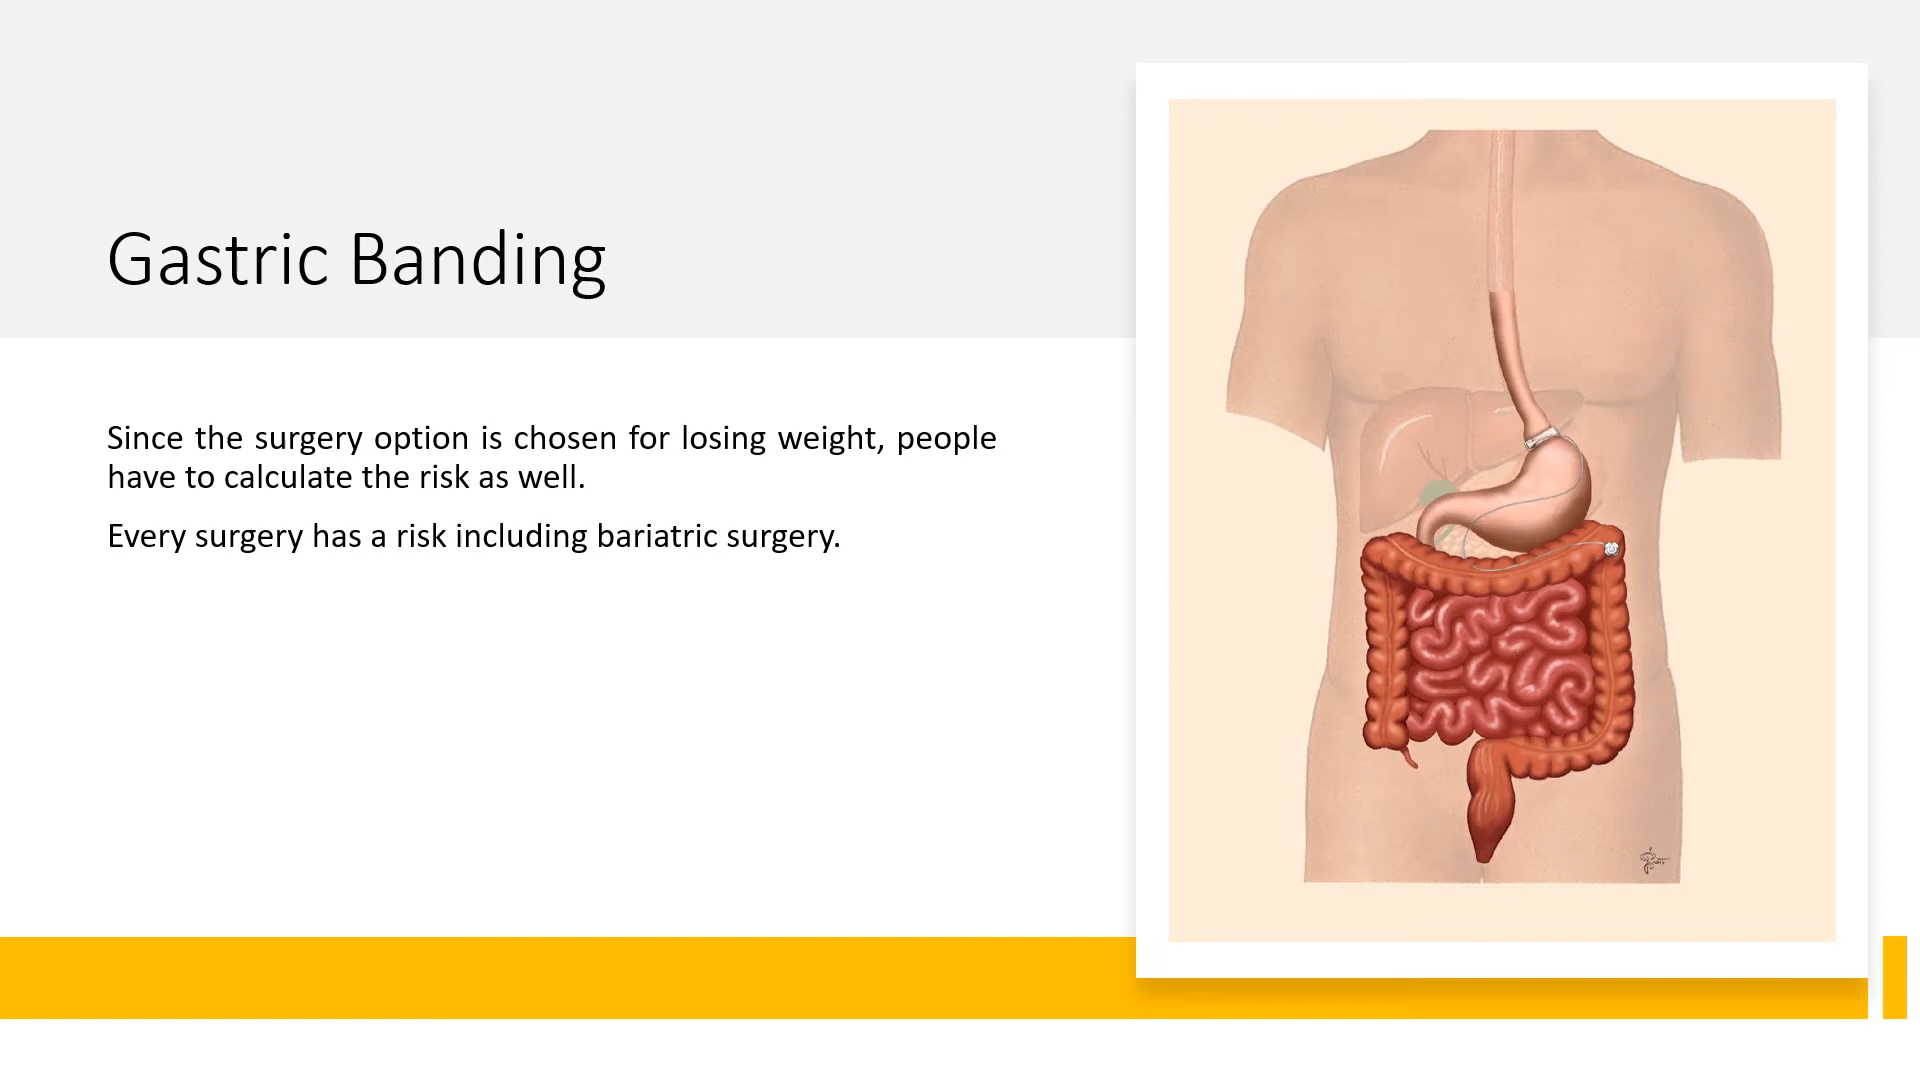 Gastric Banding
Since the surgery option is chosen for losing weight, people
have to calculate the risk as well.
Every surgery has a risk including bariatric surgery.